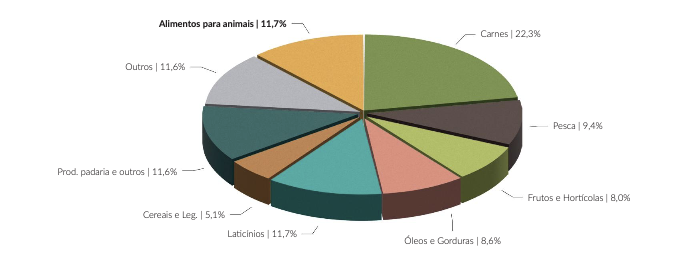 Alimentos para animais | 11,7%
Carnes | 22,3%
Outros | 11,6%
Pesca | 9,4%
Prod. padaria e outros | 11,6%
Frutos e Hortícolas | 8,0%
Cereais e Leg. | 5,1%
Laticínios | 11,7%
Óleos e Gorduras | 8,6%